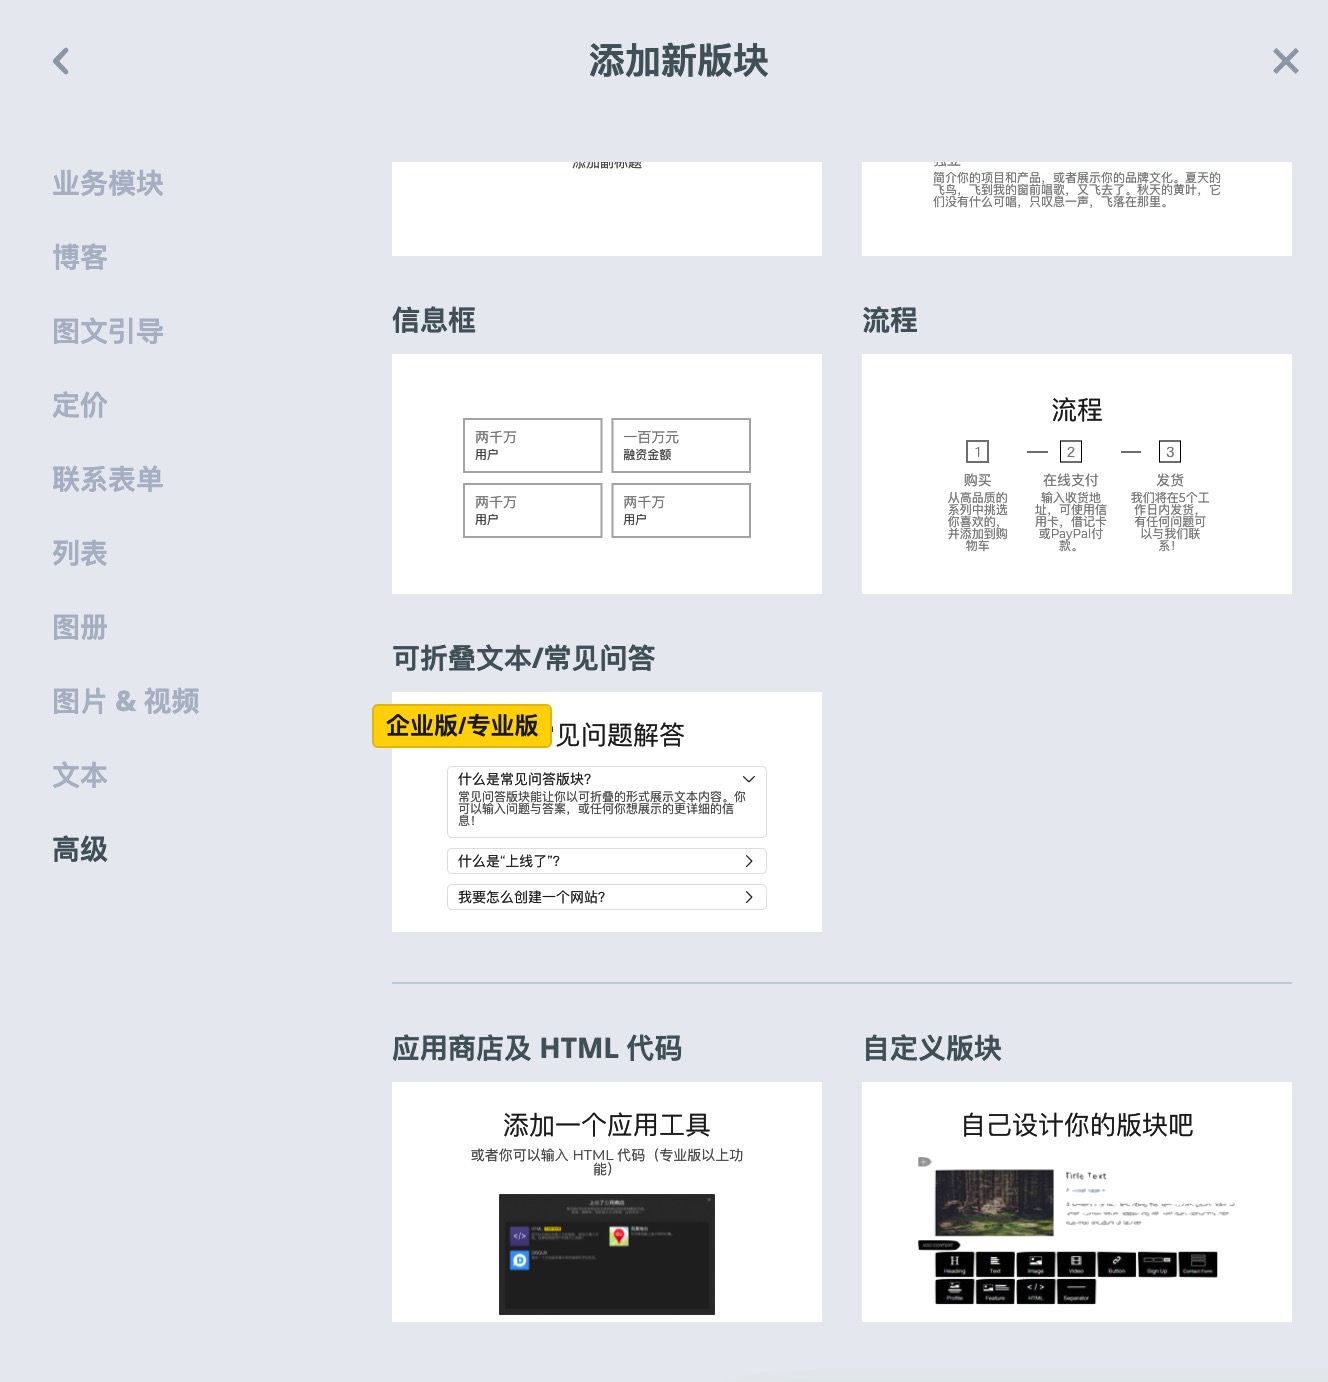 添加新版块
业务模块
博客
图文引导
定价
联系表单
列表
图册
图片 & 视频
文本
高级
添加副标题
独立
简介你的项目和产品，或者展示你的品牌文化。夏天的
飞鸟，飞到我的窗前唱歌，又飞去了。秋天的黄叶，它
们没有什么可唱，只叹息一声，飞落在那里。
信息框
两千万
用户
一百万元
融资金额
两千万
用户
两千万
用户
流程
流程
1
2
3
购买
从高品质的
系列中挑选
你喜欢的，
并添加到购
物车
在线支付
输入收货地
址，可使用信
用卡，借记卡
或PayPal付
款。
发货
我们将在5个工
作日内发货，
有任何问题可
以与我们联
系！
可折叠文本/常见问答
企业版/专业版
见问题解答
什么是常见问答版块?
常见问答版块能让你以可折叠的形式展示文本内容。你
可以输入问题与答案，或任何你想展示的更详细的信
息！
什么是“上线了”?
我要怎么创建一个网站?
应用商店及 HTML 代码
添加一个应用工具
或者你可以输入 HTML 代码（专业版以上功
能）
HTML
DISQUS
自定义版块
自己设计你的版块吧
Title Text
ADD CONTENT
Heading
Text
Image
Video
Button
Sign Up
Contact Form
Profile
Feature
HTML
Separator